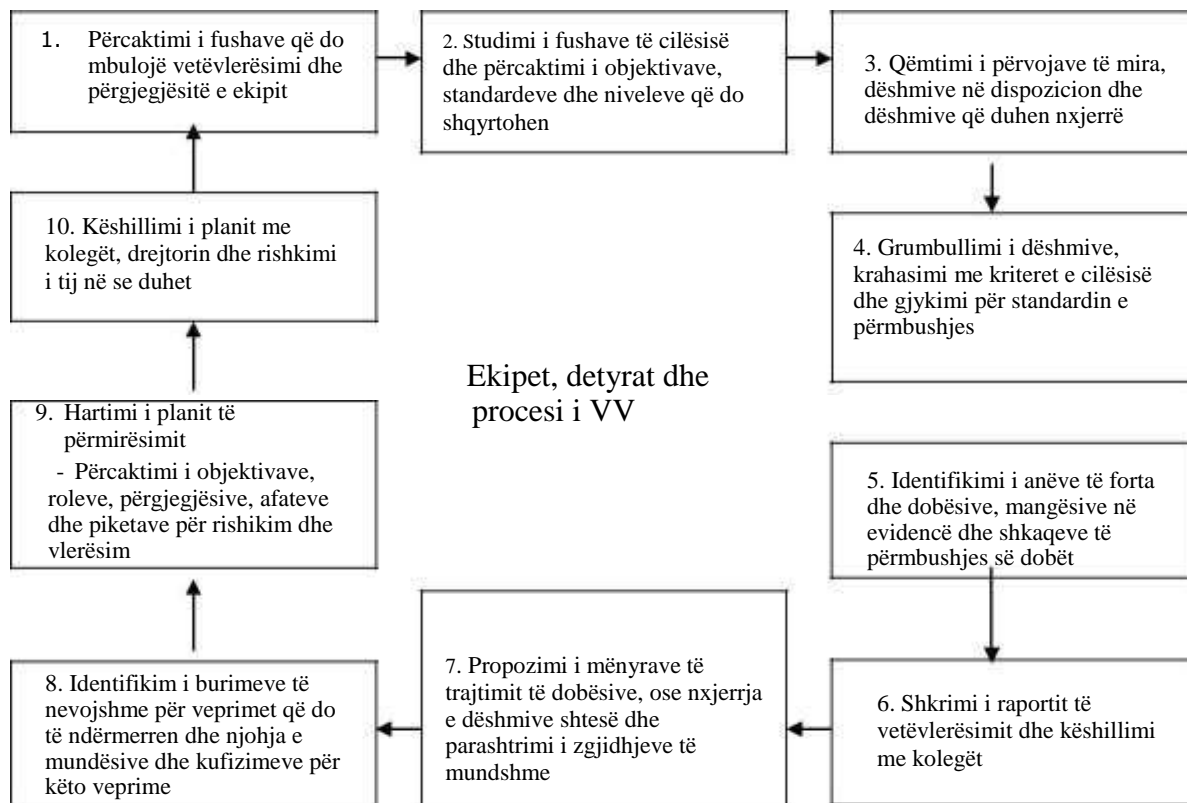 1. Përcaktimi i fushave që do
mbulojë vetëvlerësimi dhe
përgjegjësitë e ekipit
2. Studimi i fushave të cilësisë
dhe përcaktimi i objektivave,
standardeve dhe niveleve që do
shqyrtohen
3. Qëmtimi i përvojave të mira,
dëshmive në dispozicion dhe
dëshmive që duhen nxjerrë
4. Grumbullimi i dëshmive,
krahasimi me kriteret e cilësisë
dhe gjykimi për standardin e
përmbushjes
5. Identifikimi i anëve të forta
dhe dobësive, mangësive në
evidencë dhe shkaqeve të
përmbushjes së dobët
6. Shkrimi i raportit të
vetëvlerësimit dhe këshillimi
me kolegët
7. Propozimi i mënyrave të
trajtimit të dobësive, ose nxjerrja
e dëshmive shtesë dhe
parashtrimi i zgjidhjeve të
mundshme
8. Identifikim i burimeve të
nevojshme për veprimet që do
të ndërmerren dhe njohja e
mundësive dhe kufizimeve për
këto veprime
9. Hartimi i planit të
përmirësimit
- Përcaktimi i objektivave,
roleve, përgjegjësive, afateve
dhe piketave për rishikim dhe
vlerësim
10. Këshillimi i planit me
kolegët, drejtorin dhe rishkimi
i tij në se duhet
Ekipet, detyrat dhe
procesi i VV